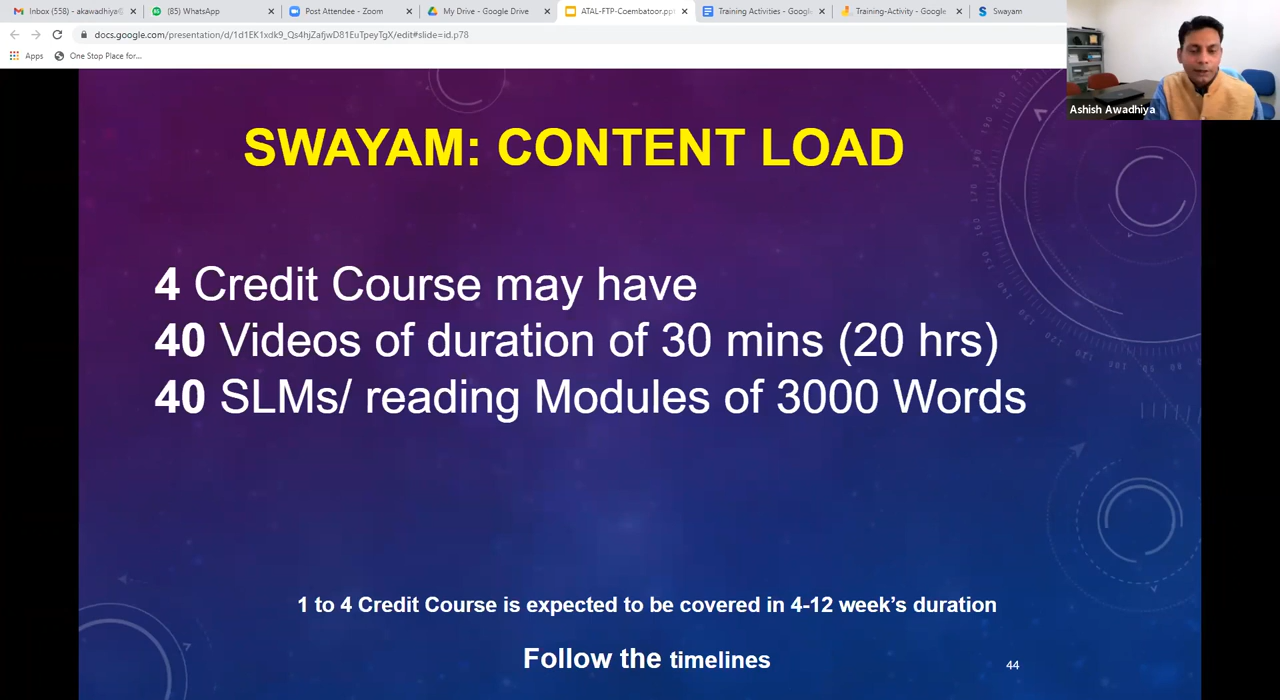 Inbox (558) - akawadhiya@
(85) WhatsApp
Post Attendee - Zoom
My Drive - Google Drive
ATAL-FTP-Coembatoor.pp
Training Activities - Googl
Training-Activity - Google
Swayam
docs.google.com/presentation/d/1d1EK1xdk9_Qs4hjZafjwD81EuTpeyTgX/edit#slide=id.p78
Apps
One Stop Place for...
Ashish Awadhiya
SWAYAM: CONTENT LOAD
4 Credit Course may have
40 Videos of duration of 30 mins (20 hrs)
40 SLMs/ reading Modules of 3000 Words
1 to 4 Credit Course is expected to be covered in 4-12 week's duration
Follow the timelines
44